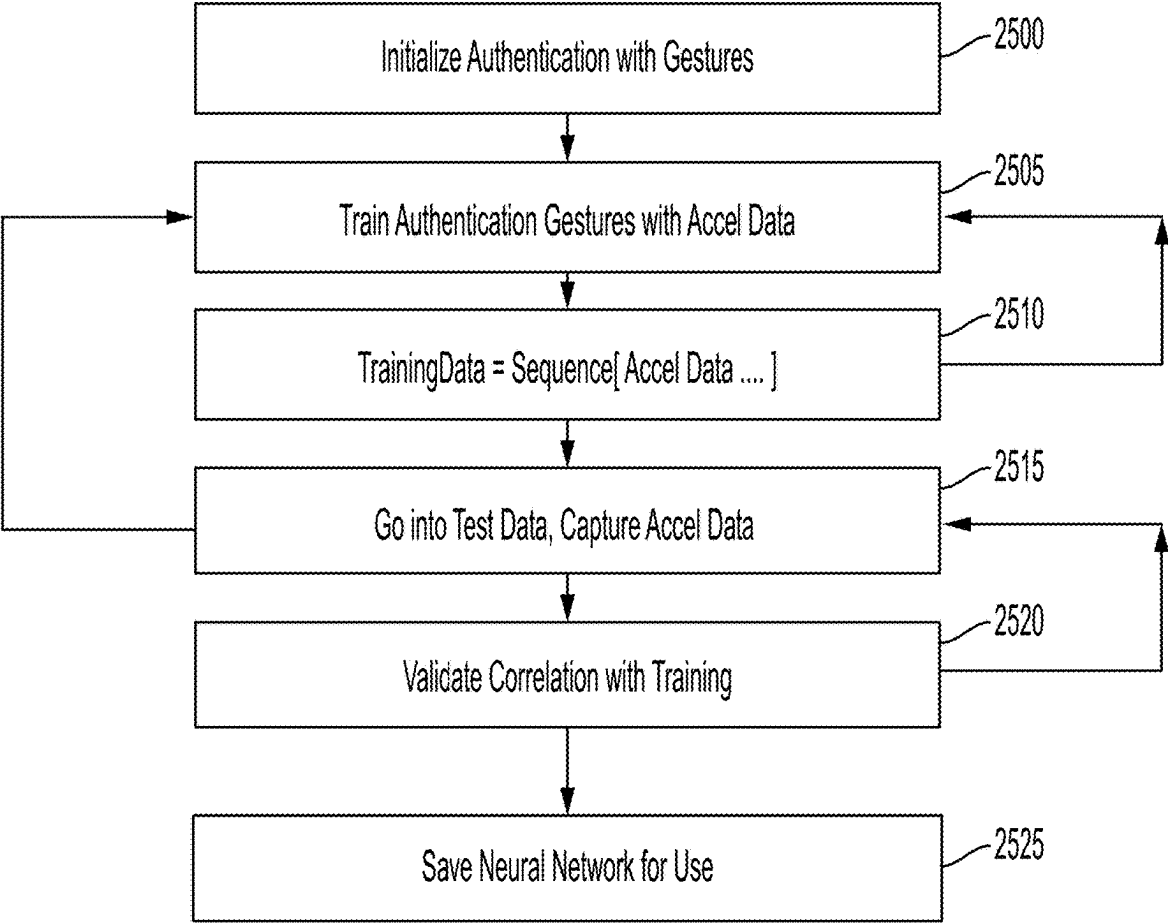 Initialize Authentication with Gestures
2500
Train Authentication Gestures with Accel Data
2505
TrainingData = Sequence[ Accel Data .... ]
2510
Go into Test Data, Capture Accel Data
2515
Validate Correlation with Training
2520
Save Neural Network for Use
2525